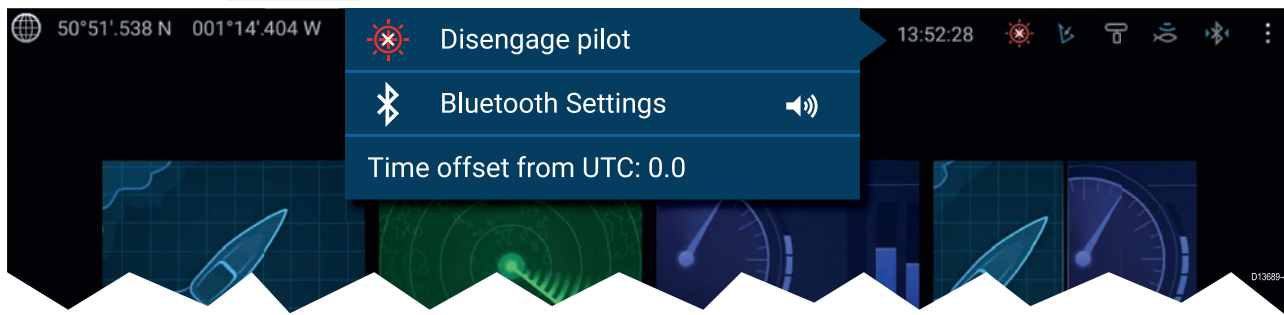 50°51'.538 N 001°14'.404 W
13:52:28
Disengage pilot
Bluetooth Settings
Time offset from UTC: 0.0